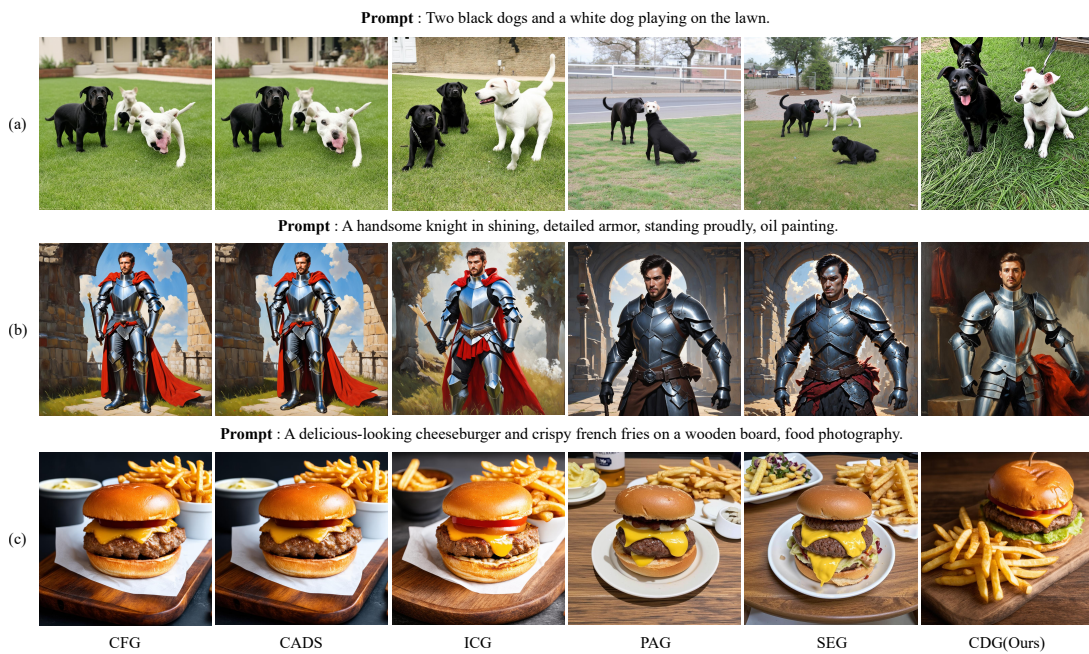 Prompt : Two black dogs and a white dog playing on the lawn.
(a)
Prompt : A handsome knight in shining, detailed armor, standing proudly, oil painting.
(b)
Prompt : A delicious-looking cheeseburger and crispy french fries on a wooden board, food photography.
(c)
CFG CADS ICG PAG SEG CDG(Ours)